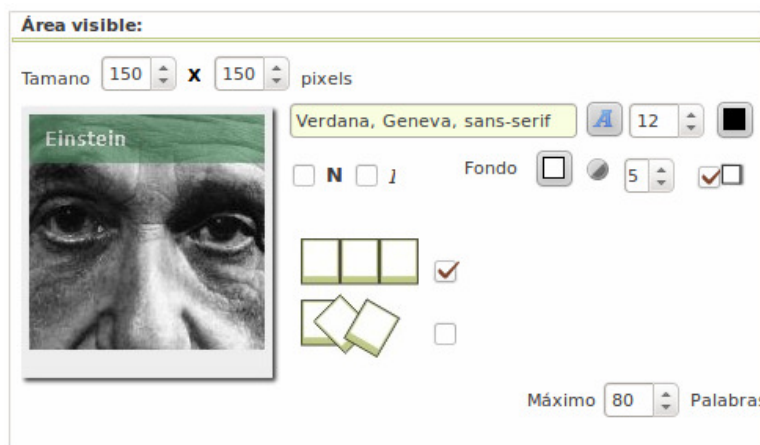 Área visible:
Tamano 150 X 150 pixels
Einstein
Verdana, Geneva, sans-serif A 12
N I Fondo 5
Máximo 80 Palabras